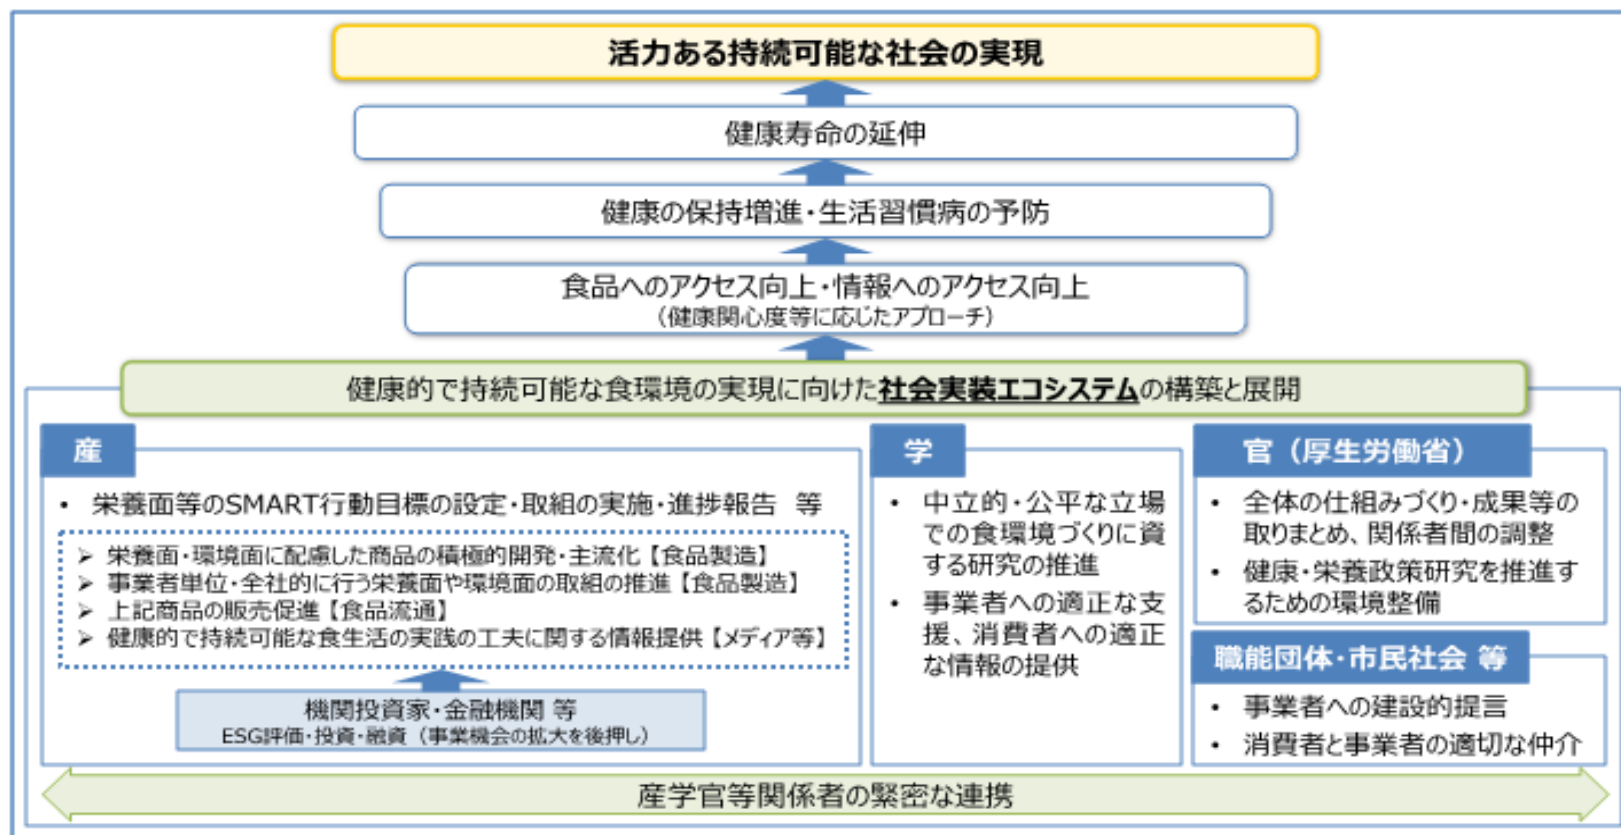 活力ある持続可能な社会の実現
健康寿命の延伸
健康の保持増進・生活習慣病の予防
食品へのアクセス向上・情報へのアクセス向上
（健康関心度等に応じたアプローチ）
健康的で持続可能な食環境の実現に向けた社会実装エコシステムの構築と展開
産
• 栄養面等のSMART行動目標の設定・取組の実施・進捗報告 等
➢ 栄養面・環境面に配慮した商品の積極的開発・主流化【食品製造】
➢ 事業者単位・全社的に行う栄養面や環境面の取組の推進【食品製造】
➢ 上記商品の販売促進【食品流通】
➢ 健康的で持続可能な食生活の実践の工夫に関する情報提供【メディア等】
機関投資家・金融機関 等
ESG評価・投資・融資（事業機会の拡大を後押し）
学
• 中立的・公平な立場
での食環境づくりに資
する研究の推進
• 事業者への適正な支
援、消費者への適正
な情報の提供
官（厚生労働省）
• 全体の仕組みづくり・成果等の
取りまとめ、関係者間の調整
• 健康・栄養政策研究を推進す
るための環境整備
職能団体・市民社会 等
• 事業者への建設的提言
• 消費者と事業者の適切な仲介
産学官等関係者の緊密な連携